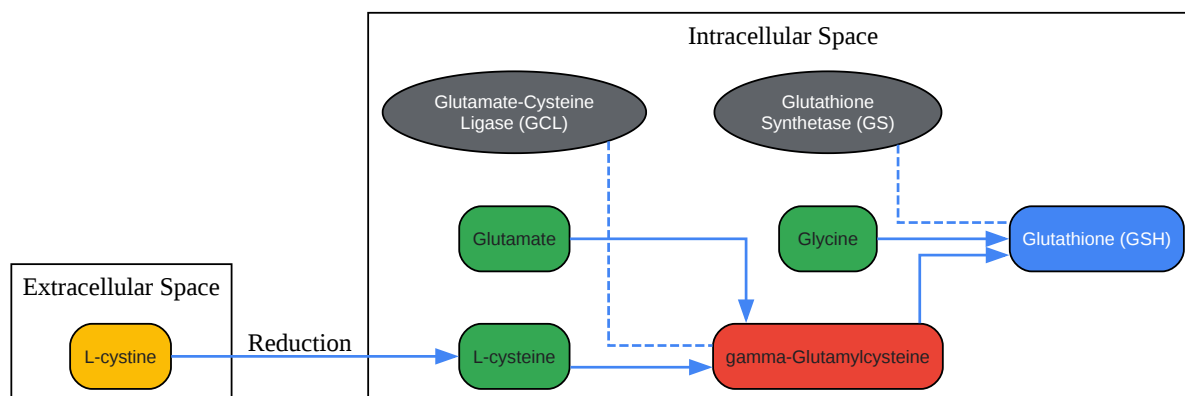 Intracellular Space
Glutamate-Cysteine
Ligase (GCL)
Glutathione
Synthetase (GS)
Glutamate
Glycine
Glutathione (GSH)
Extracellular Space
L-cystine
Reduction
L-cysteine
gamma-Glutamylcysteine